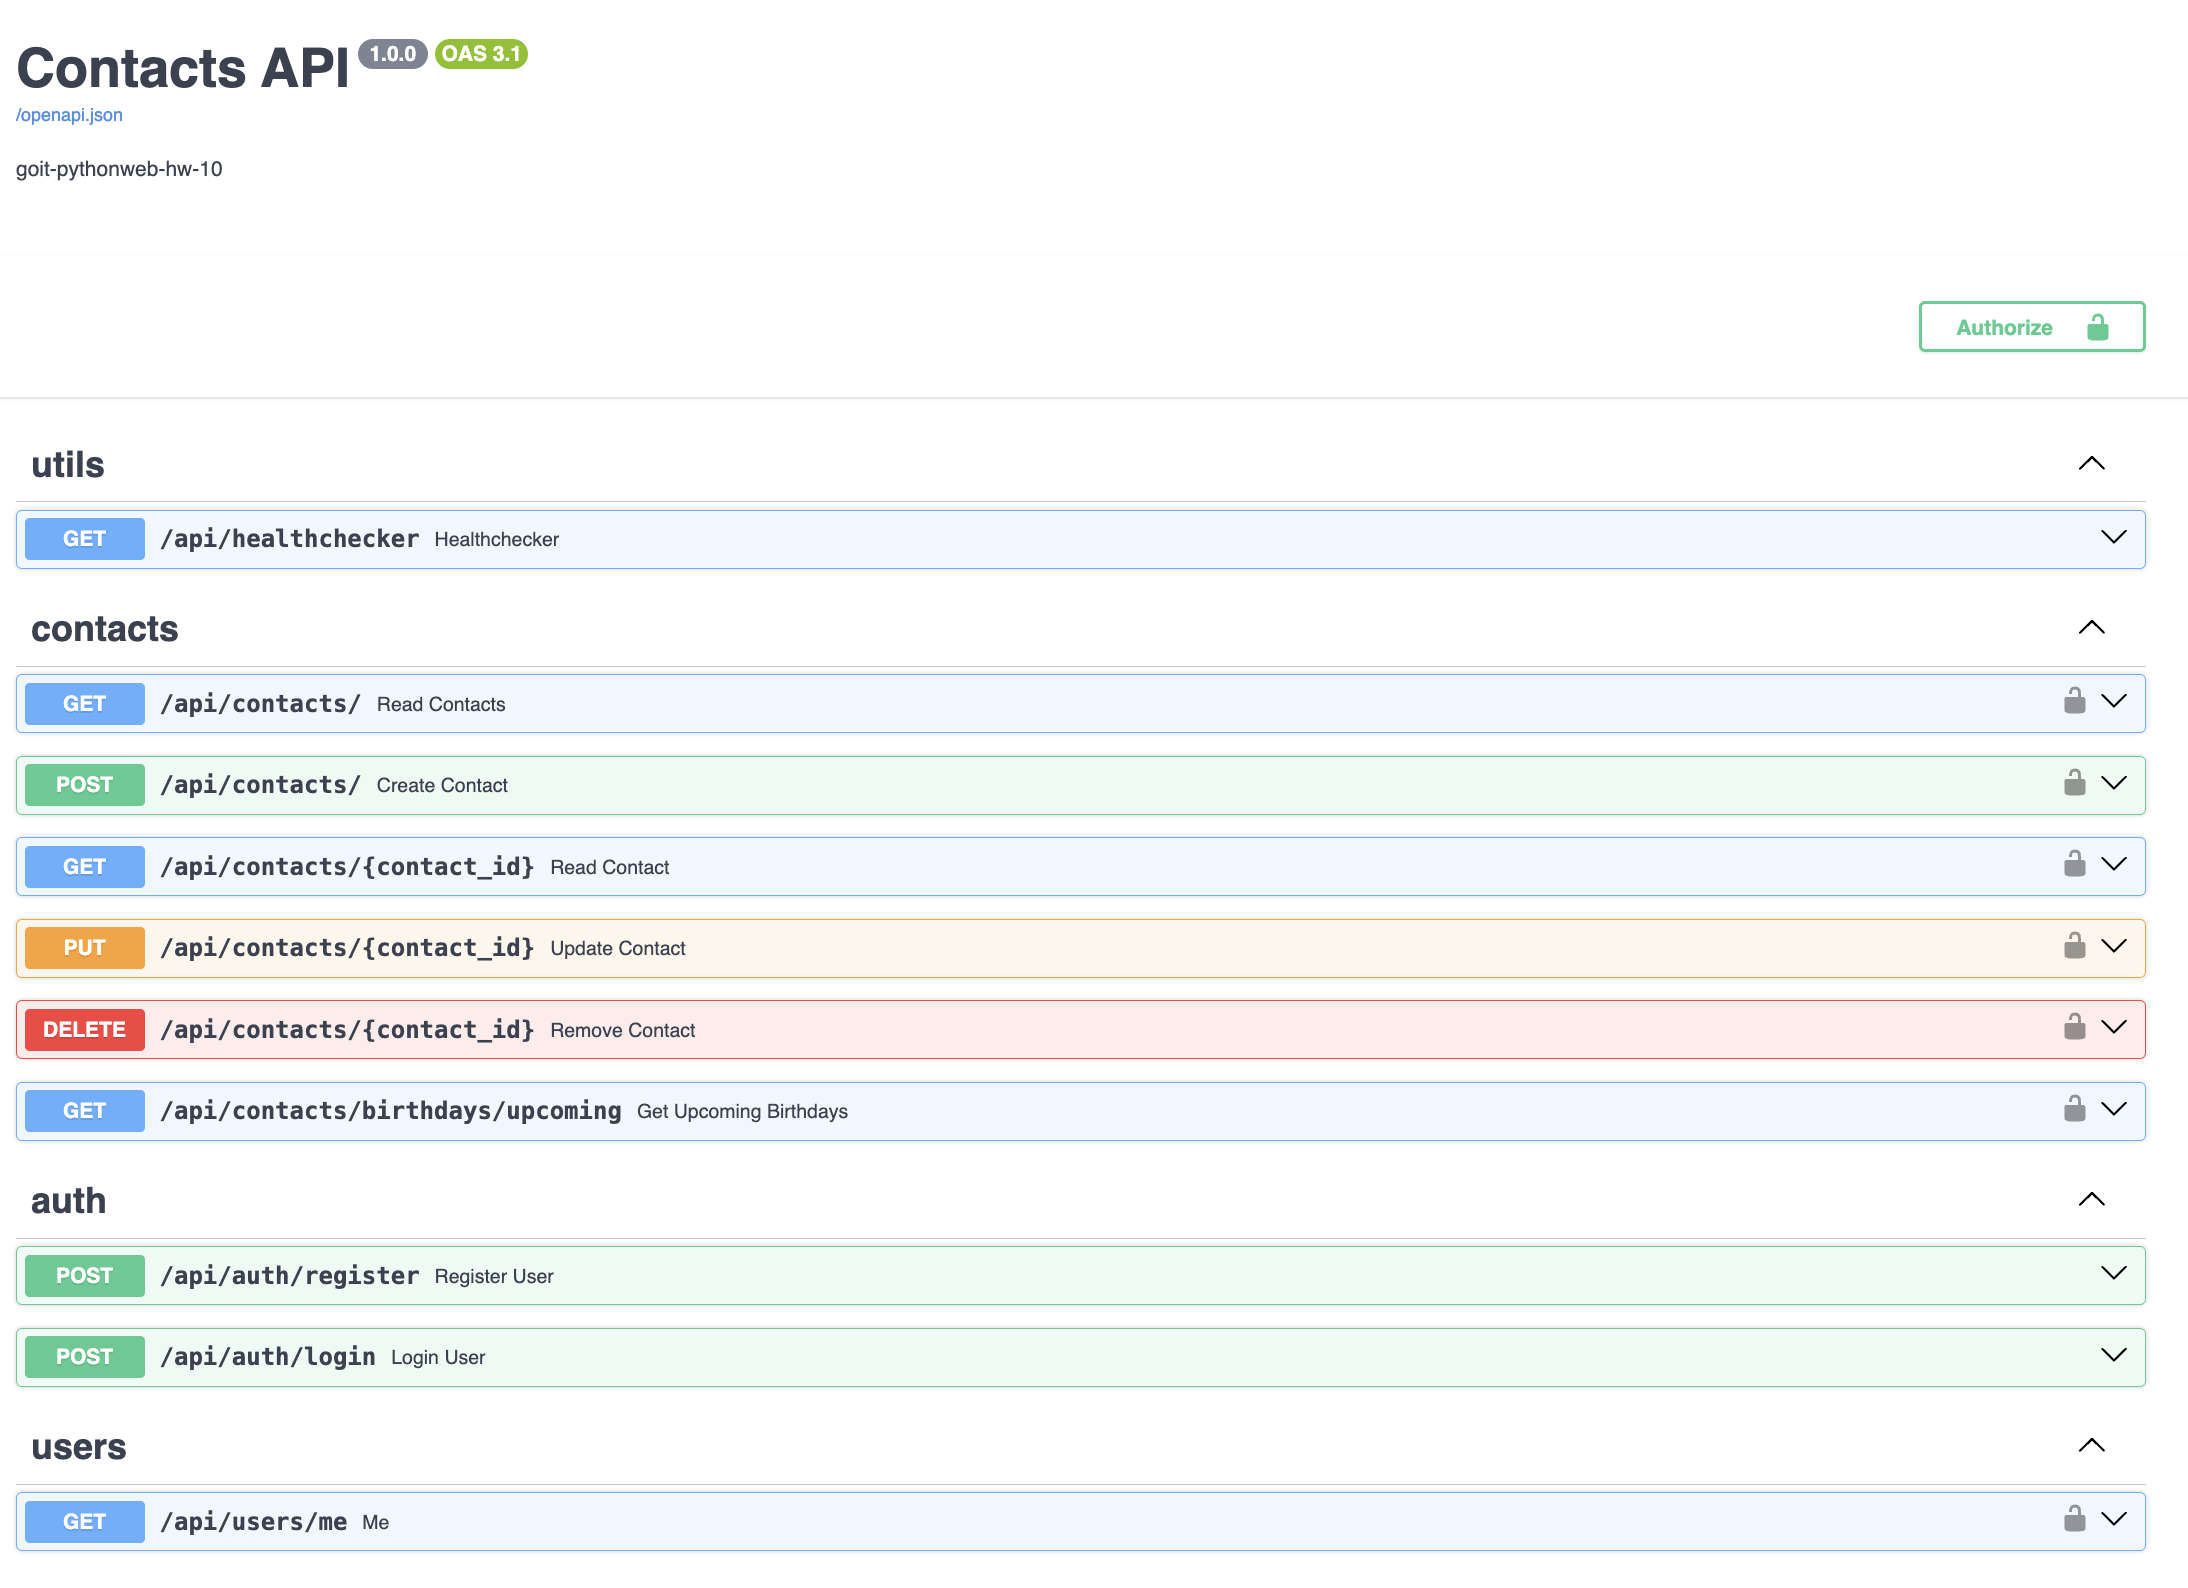 Contacts API 1.0.0 OAS 3.1
/openapi.json
goit-pythonweb-hw-10
Authorize
utils
GET /api/healthchecker Healthchecker
contacts
GET /api/contacts/ Read Contacts
POST /api/contacts/ Create Contact
GET /api/contacts/{contact_id} Read Contact
PUT /api/contacts/{contact_id} Update Contact
DELETE /api/contacts/{contact_id} Remove Contact
GET /api/contacts/birthdays/upcoming Get Upcoming Birthdays
auth
POST /api/auth/register Register User
POST /api/auth/login Login User
users
GET /api/users/me Me